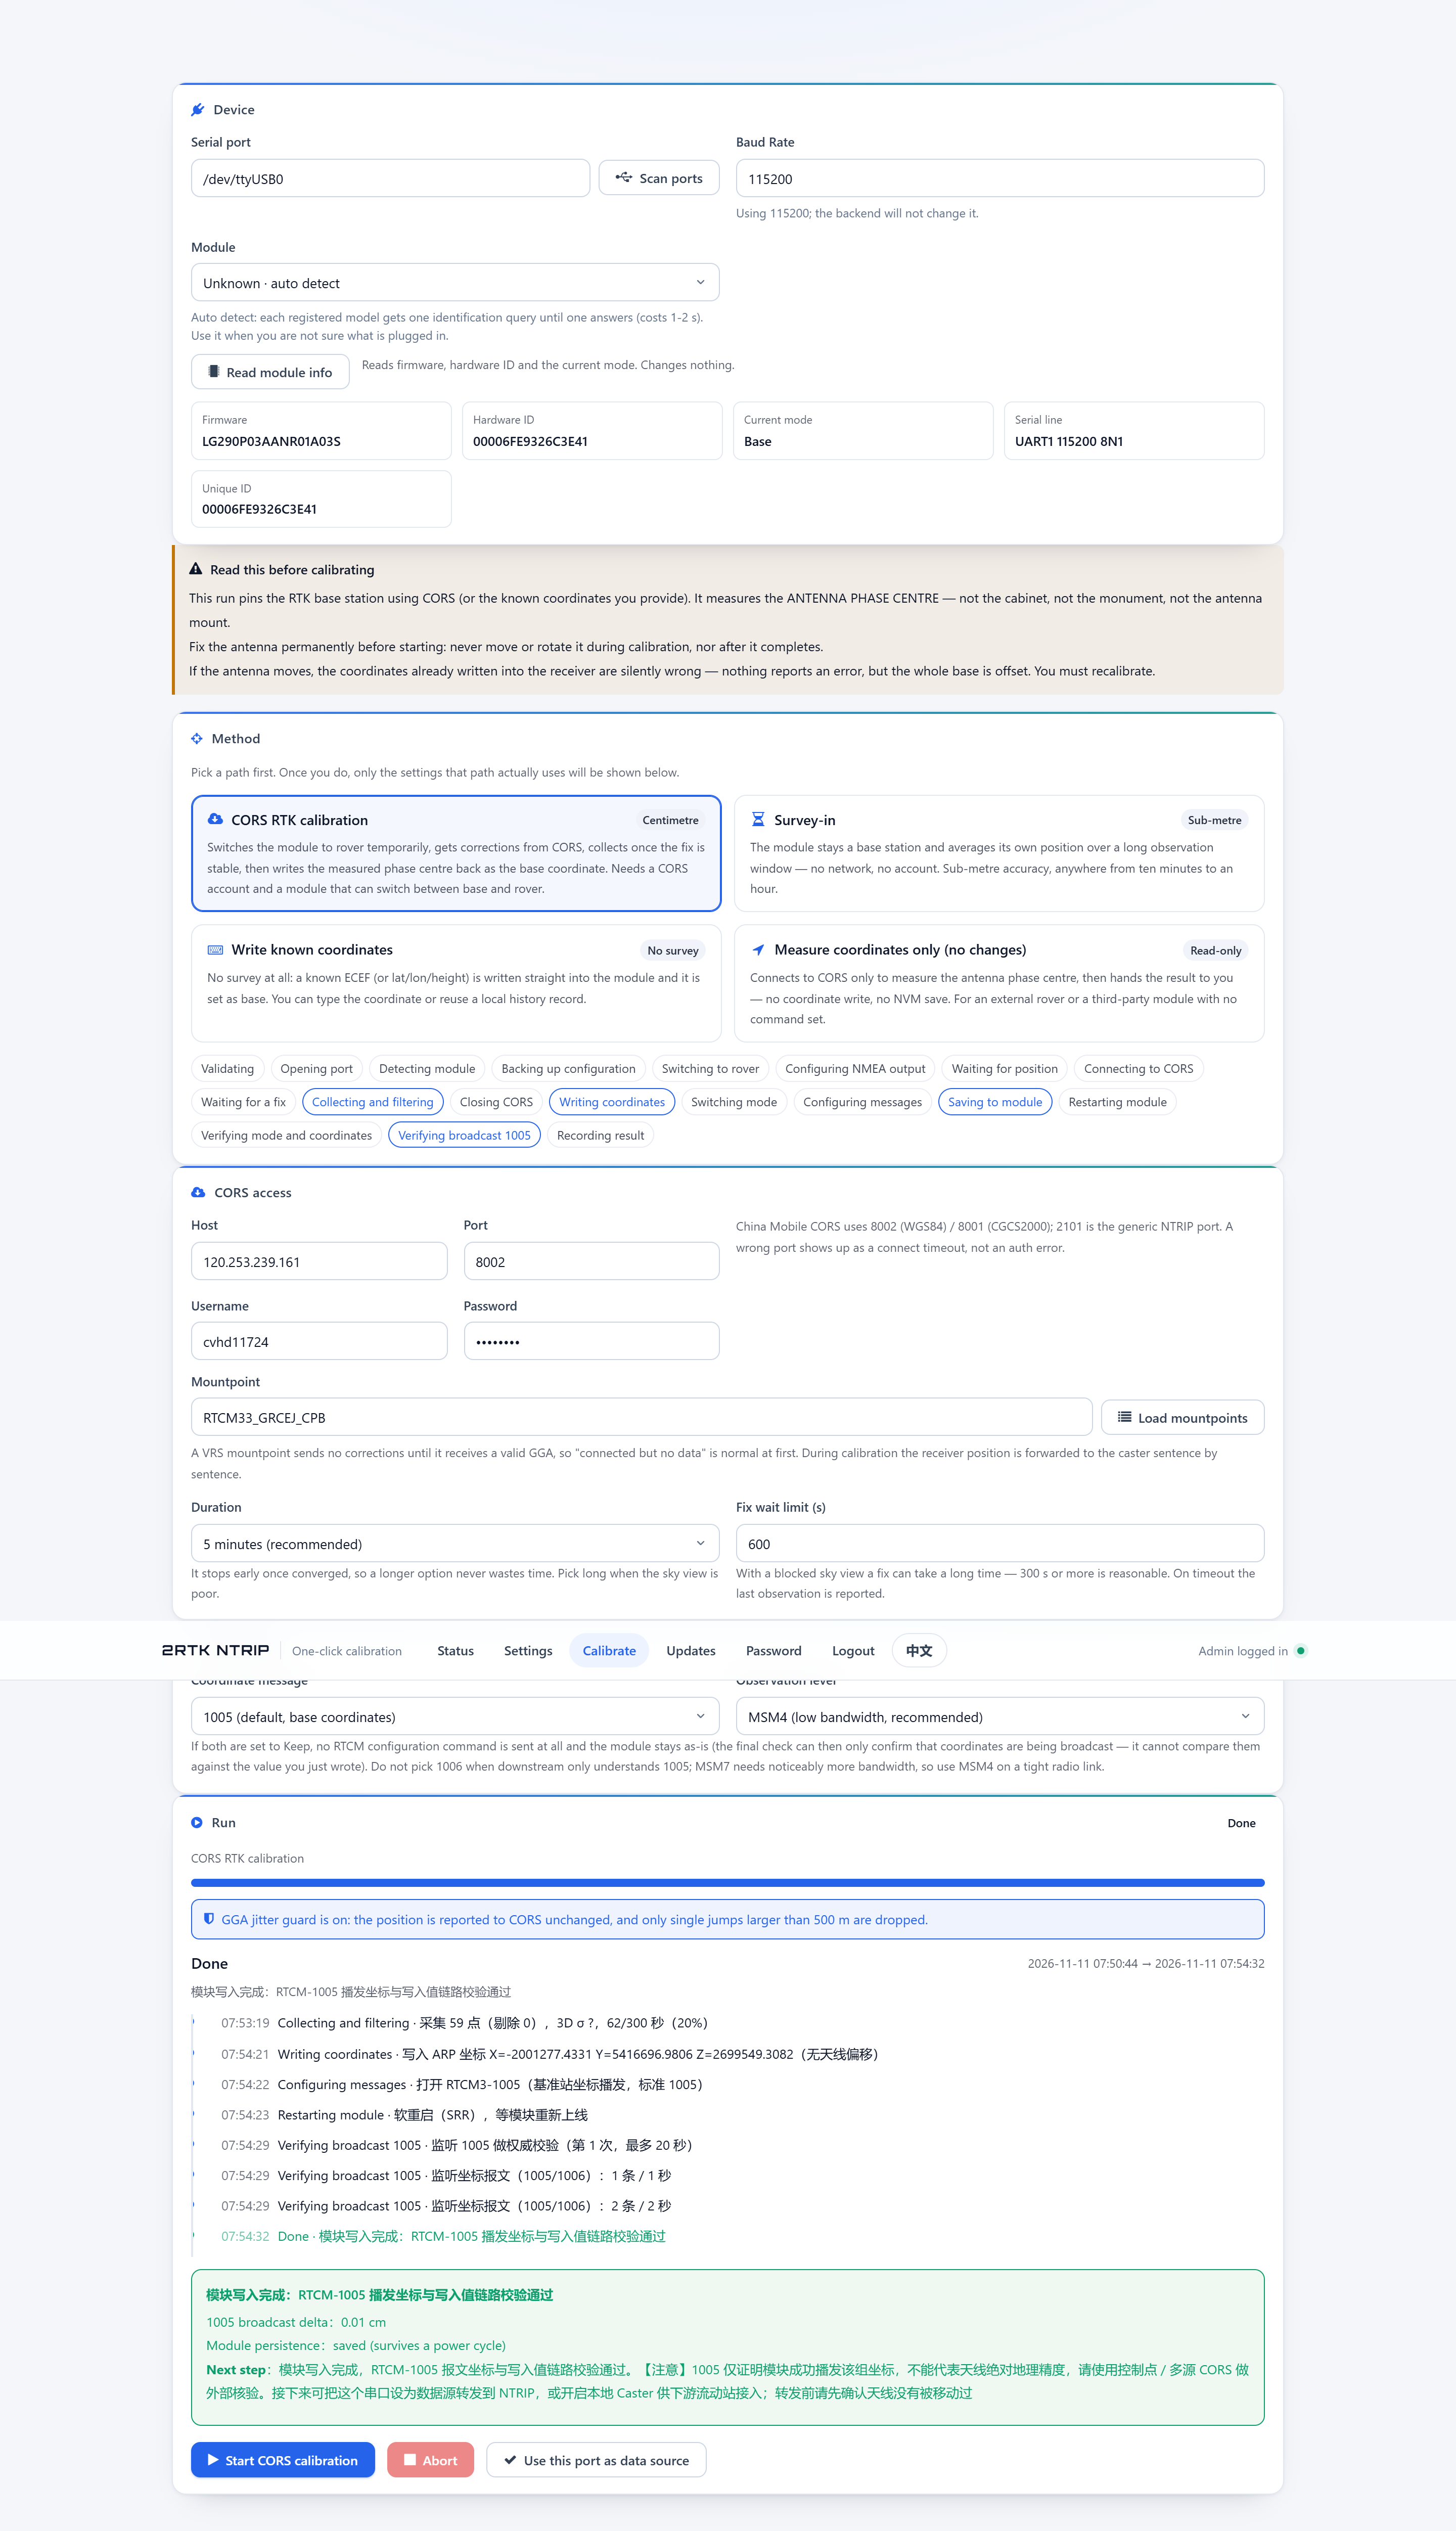 Device
Serial port
Baud Rate
/dev/ttyUSB0
Scan ports
115200
Using 115200; the backend will not change it.
Module
Unknown · auto detect
Auto detect: each registered model gets one identification query until one answers (costs 1-2 s).
Use it when you are not sure what is plugged in.
Read module info
Reads firmware, hardware ID and the current mode. Changes nothing.
Firmware
LG290P03AANR01A03S
Hardware ID
00006FE9326C3E41
Current mode
Base
Serial line
UART1 115200 8N1
Unique ID
00006FE9326C3E41
Read this before calibrating
This run pins the RTK base station using CORS (or the known coordinates you provide). It measures the ANTENNA PHASE CENTRE — not the cabinet, not the monument, not the antenna
mount.
Fix the antenna permanently before starting: never move or rotate it during calibration, nor after it completes.
If the antenna moves, the coordinates already written into the receiver are silently wrong — nothing reports an error, but the whole base is offset. You must recalibrate.
Method
Pick a path first. Once you do, only the settings that path actually uses will be shown below.
CORS RTK calibration
Centimetre
Switches the module to rover temporarily, gets corrections from CORS, collects once the fix is
stable, then writes the measured phase centre back as the base coordinate. Needs a CORS
account and a module that can switch between base and rover.
Survey-in
Sub-metre
The module stays a base station and averages its own position over a long observation
window — no network, no account. Sub-metre accuracy, anywhere from ten minutes to an
hour.
Write known coordinates
No survey
No survey at all: a known ECEF (or lat/lon/height) is written straight into the module and it is
set as base. You can type the coordinate or reuse a local history record.
Measure coordinates only (no changes)
Read-only
Connects to CORS only to measure the antenna phase centre, then hands the result to you
— no coordinate write, no NVM save. For an external rover or a third-party module with no
command set.
Validating
Opening port
Detecting module
Backing up configuration
Switching to rover
Configuring NMEA output
Waiting for position
Connecting to CORS
Waiting for a fix
Collecting and filtering
Closing CORS
Writing coordinates
Switching mode
Configuring messages
Saving to module
Restarting module
Verifying mode and coordinates
Verifying broadcast 1005
Recording result
CORS access
Host
Port
China Mobile CORS uses 8002 (WGS84) / 8001 (CGCS2000); 2101 is the generic NTRIP port. A
wrong port shows up as a connect timeout, not an auth error.
120.253.239.161
8002
Username
Password
cvhd11724
••••••••
Mountpoint
RTCM33_GRCEJ_CPB
Load mountpoints
A VRS mountpoint sends no corrections until it receives a valid GGA, so "connected but no data" is normal at first. During calibration the receiver position is forwarded to the caster sentence by
sentence.
Duration
Fix wait limit (s)
5 minutes (recommended)
600
It stops early once converged, so a longer option never wastes time. Pick long when the sky view is
poor.
With a blocked sky view a fix can take a long time — 300 s or more is reasonable. On timeout the
last observation is reported.
2RTK NTRIP
One-click calibration
Status
Settings
Calibrate
Updates
Password
Logout
中文
Admin logged in
Coordinate message
Observation level
1005 (default, base coordinates)
MSM4 (low bandwidth, recommended)
If both are set to Keep, no RTCM configuration command is sent at all and the module stays as-is (the final check can then only confirm that coordinates are being broadcast — it cannot compare them
against the value you just wrote). Do not pick 1006 when downstream only understands 1005; MSM7 needs noticeably more bandwidth, so use MSM4 on a tight radio link.
Run
Done
CORS RTK calibration
GGA jitter guard is on: the position is reported to CORS unchanged, and only single jumps larger than 500 m are dropped.
Done
2026-11-11 07:50:44 → 2026-11-11 07:54:32
模块写入完成：RTCM-1005 播发坐标与写入值链路校验通过
07:53:19 Collecting and filtering · 采集 59 点（剔除 0），3D σ ?，62/300 秒（20%）
07:54:21 Writing coordinates · 写入 ARP 坐标 X=-2001277.4331 Y=5416696.9806 Z=2699549.3082（无天线偏移）
07:54:22 Configuring messages · 打开 RTCM3-1005（基准站坐标播发，标准 1005）
07:54:23 Restarting module · 软重启（SRR），等模块重新上线
07:54:29 Verifying broadcast 1005 · 监听 1005 做权威校验（第 1 次，最多 20 秒）
07:54:29 Verifying broadcast 1005 · 监听坐标报文（1005/1006）：1 条 / 1 秒
07:54:29 Verifying broadcast 1005 · 监听坐标报文（1005/1006）：2 条 / 2 秒
07:54:32 Done · 模块写入完成：RTCM-1005 播发坐标与写入值链路校验通过
模块写入完成：RTCM-1005 播发坐标与写入值链路校验通过
1005 broadcast delta：0.01 cm
Module persistence：saved (survives a power cycle)
Next step：模块写入完成，RTCM-1005 报文坐标与写入值链路校验通过。【注意】1005 仅证明模块成功播发该组坐标，不能代表天线绝对地理精度，请使用控制点 / 多源 CORS 做
外部核验。接下来可把这个串口设为数据源转发到 NTRIP，或开启本地 Caster 供下游流动站接入；转发前请先确认天线没有被移动过
Start CORS calibration
Abort
Use this port as data source